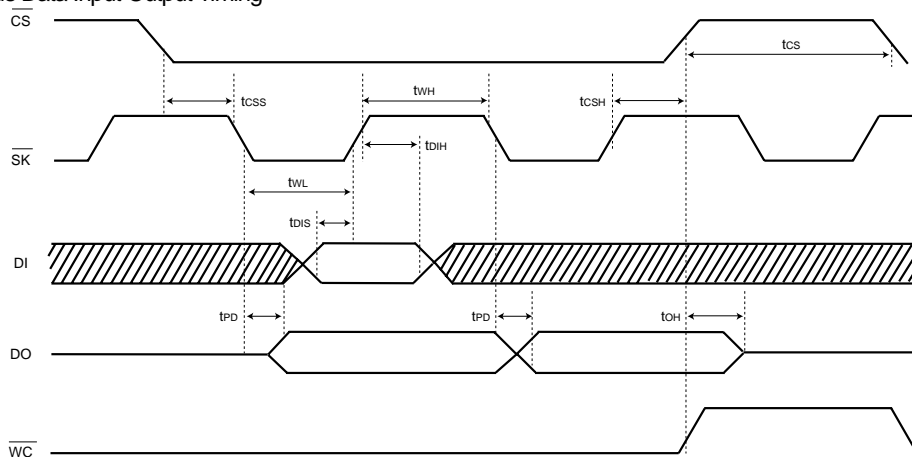 Data Input Output Timing
CS
tCS
tCSS
tWH
tCSH
SK
tDIH
tWL
tDIS
DI
tPD
tPD
tOH
DO
WC